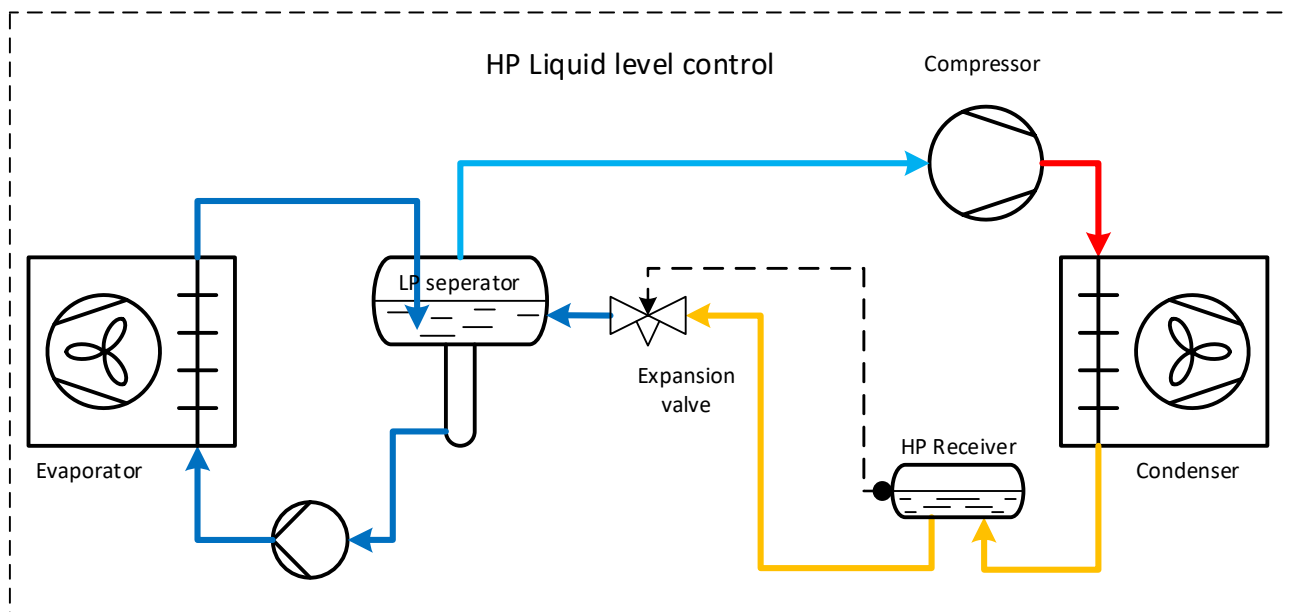 HP Liquid level control
Compressor
LP seperator
Expansion
valve
HP Receiver
Evaporator
Condenser